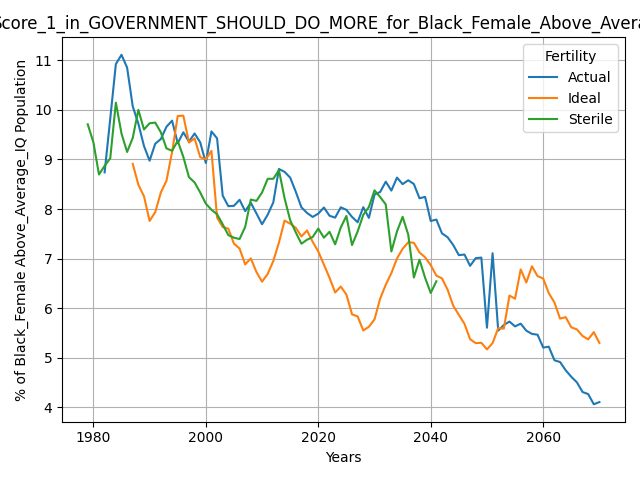 Score_1_in_GOVERNMENT_SHOULD_DO_MORE_for_Black_Female_Above_Avera
Fertility
Actual
Ideal
Sterile
% of Black_Female Above_Average_IQ Population
11
10
9
8
7
6
5
4
1980 2000 2020 2040 2060
Years